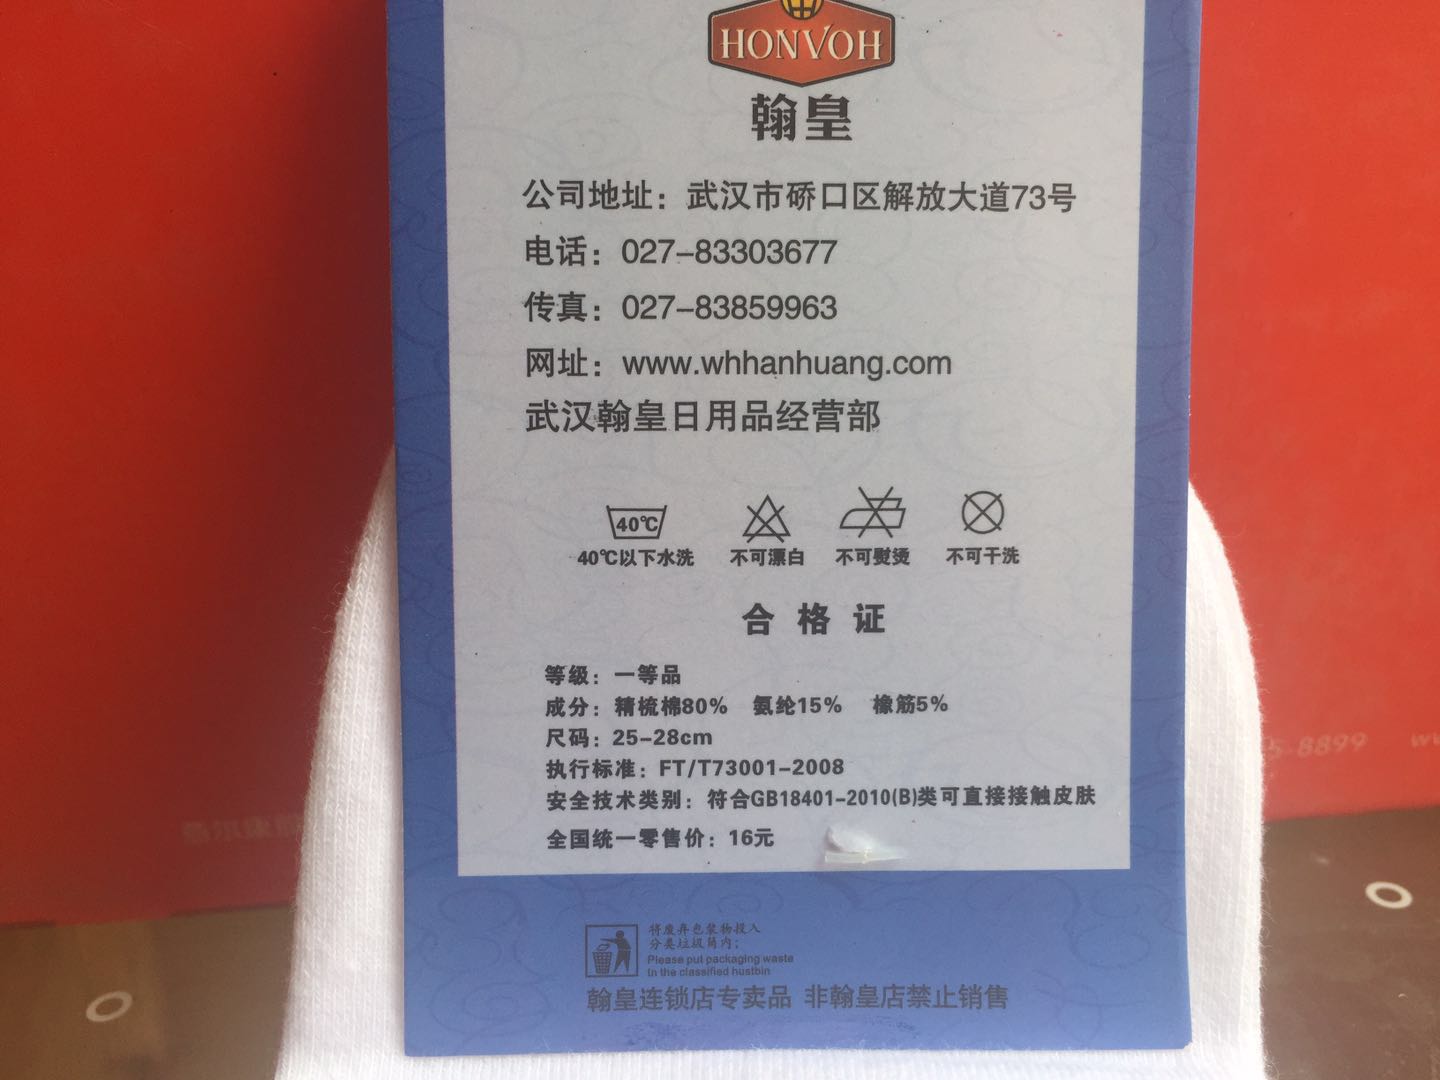 HONVOH
翰皇
公司地址：武汉市硚口区解放大道73号
电话：027-83303677
传真：027-83859963
网址：www.whhanhuang.com
武汉翰皇日用品经营部
40℃
40℃以下水洗 不可漂白 不可熨烫 不可干洗
合格证
等级：一等品
成分：精梳棉80% 氨纶15% 橡筋5%
尺码：25-28cm
执行标准：FT/T73001-2008
安全技术类别：符合GB18401-2010(B)类可直接接触皮肤
全国统一零售价：16元
将废弃包装物投入
分类垃圾筒内；
Please put packaging waste
In the classified hustbin
翰皇连锁店专卖品 非翰皇店禁止销售
5-8899